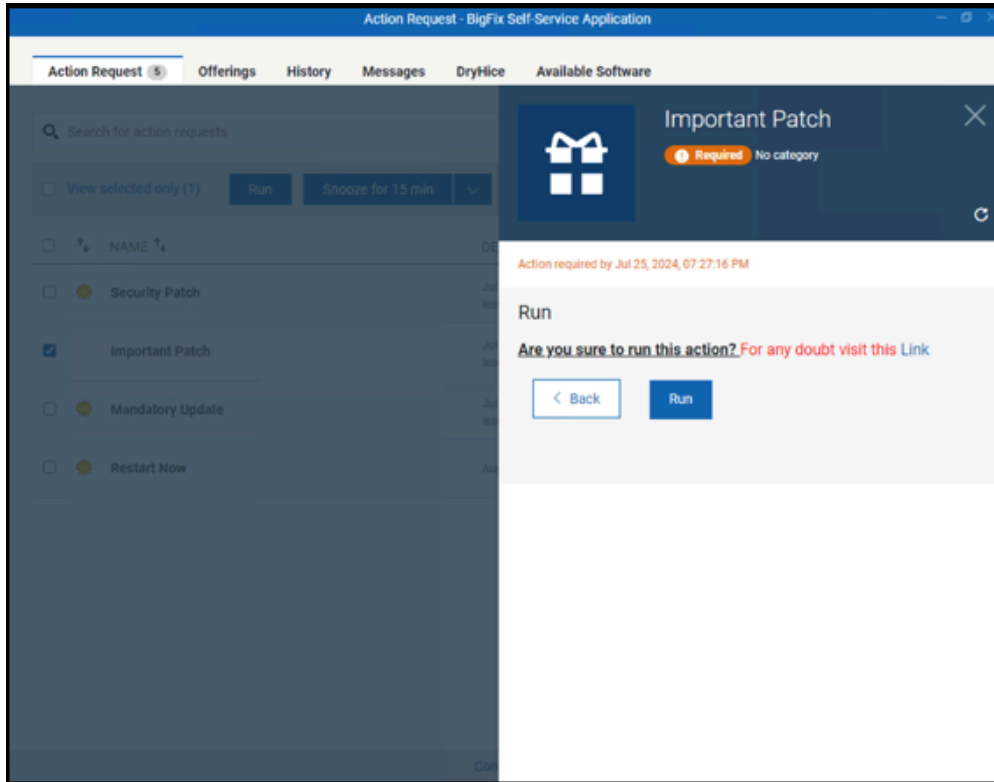 Action Request - BigFix Self-Service Application
Action Request 5 Offerings History Messages DryHice Available Software
Search for action requests
View selected only (1) Run Snooze for 15 min
NAME DE
Security Patch
Important Patch
Mandatory Update
Restart Now
Con
Important Patch
Required No category
Action required by Jul 25, 2024, 07:27:16 PM
Run
Are you sure to run this action? For any doubt visit this Link
< Back Run